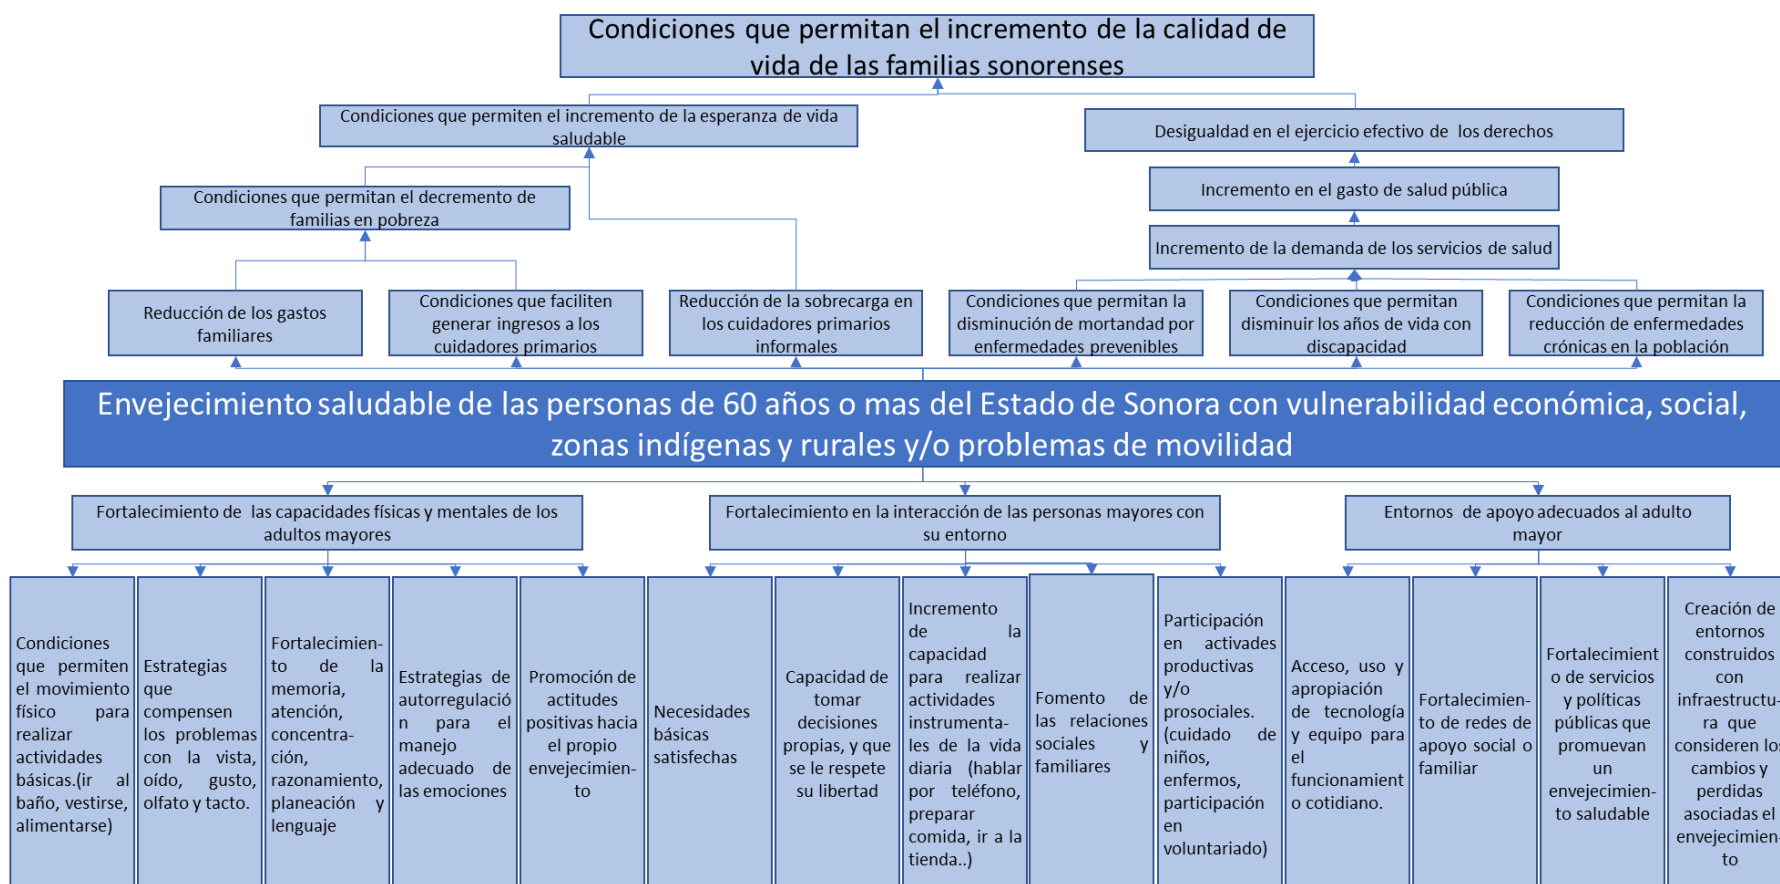 Condiciones que permitan el incremento de la calidad de
vida de las familias sonorenses
Condiciones que permiten el incremento de la esperanza de vida
saludable
Desigualdad en el ejercicio efectivo de los derechos
Condiciones que permitan el decremento de
familias en pobreza
Incremento en el gasto de salud pública
Incremento de la demanda de los servicios de salud
Reducción de los gastos
familiares
Condiciones que faciliten
generar ingresos a los
cuidadores primarios
Reducción de la sobrecarga en
los cuidadores primarios
informales
Condiciones que permitan la
disminución de mortandad por
enfermedades prevenibles
Condiciones que permitan
disminuir los años de vida con
discapacidad
Condiciones que permitan la
reducción de enfermedades
crónicas en la población
Envejecimiento saludable de las personas de 60 años o mas del Estado de Sonora con vulnerabilidad económica, social,
zonas indígenas y rurales y/o problemas de movilidad
Fortalecimiento de las capacidades físicas y mentales de los
adultos mayores
Fortalecimiento en la interacción de las personas mayores con
su entorno
Entornos de apoyo adecuados al adulto
mayor
Condiciones
que permiten
el movimiento
físico para
realizar
actividades
básicas.(ir al
baño, vestirse,
alimentarse)
Estrategias
que
compensen
los problemas
con la vista,
oído, gusto,
olfato y tacto.
Fortalecimien-
to de la
memoria,
atención,
concentra-
ción,
razonamiento,
planeación y
lenguaje
Estrategias de
autorregulació
n para el
manejo
adecuado de
las emociones
Promoción de
actitudes
positivas hacia
el propio
envejecimien-
to
Necesidades
básicas
satisfechas
Capacidad de
tomar
decisiones
propias, y que
se le respete
su libertad
Incremento
de la
capacidad
para realizar
actividades
instrumenta-
les de la vida
diaria (hablar
por teléfono,
preparar
comida, ir a la
tienda..)
Fomento de
las relaciones
sociales y
familiares
Participación
en activades
productivas
y/o
prosociales.
(cuidado de
niños,
enfermos,
participación
en
voluntariado)
Acceso, uso y
apropiación
de tecnología
y equipo para
el
funcionamient
o cotidiano.
Fortalecimien-
to de redes de
apoyo social o
familiar
Fortalecimient
o de servicios
y políticas
públicas que
promuevan
un
envejecimien-
to saludable
Creación de
entornos
construidos
con
infraestructu-
ra que
consideren los
cambios y
perdidas
asociadas el
envejecimien-
to